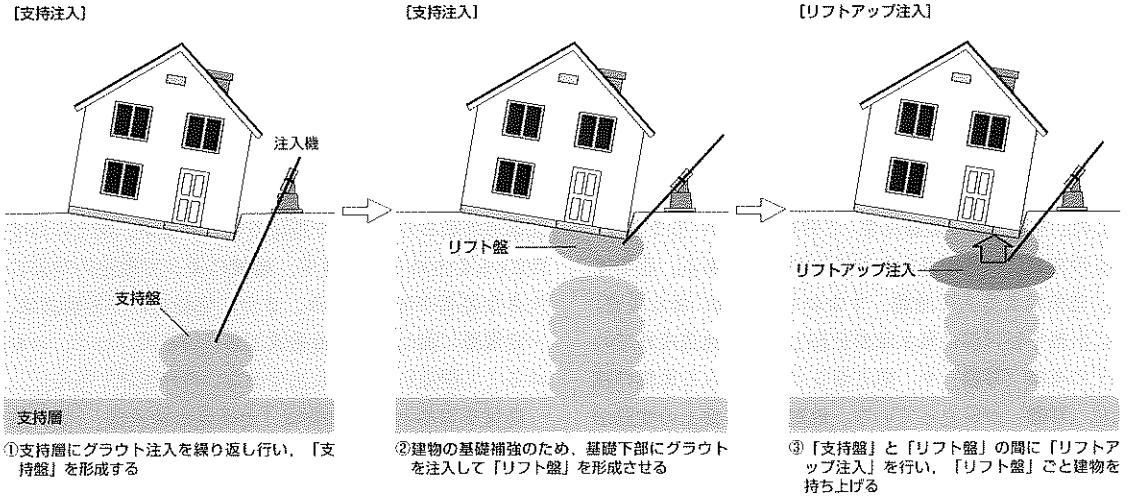 [支持注入]
[支持注入]
[リフトアップ注入]
注入機
支持盤
支持層
リフト盤
リフトアップ注入
①支持層にグラウト注入を繰り返し行い，「支
持盤」を形成する
②建物の基礎補強のため，基礎下部にグラウト
を注入して「リフト盤」を形成させる
③「支持盤」と「リフト盤」の間に「リフトア
ップ注入」を行い，「リフト盤」ごと建物を
持ち上げる